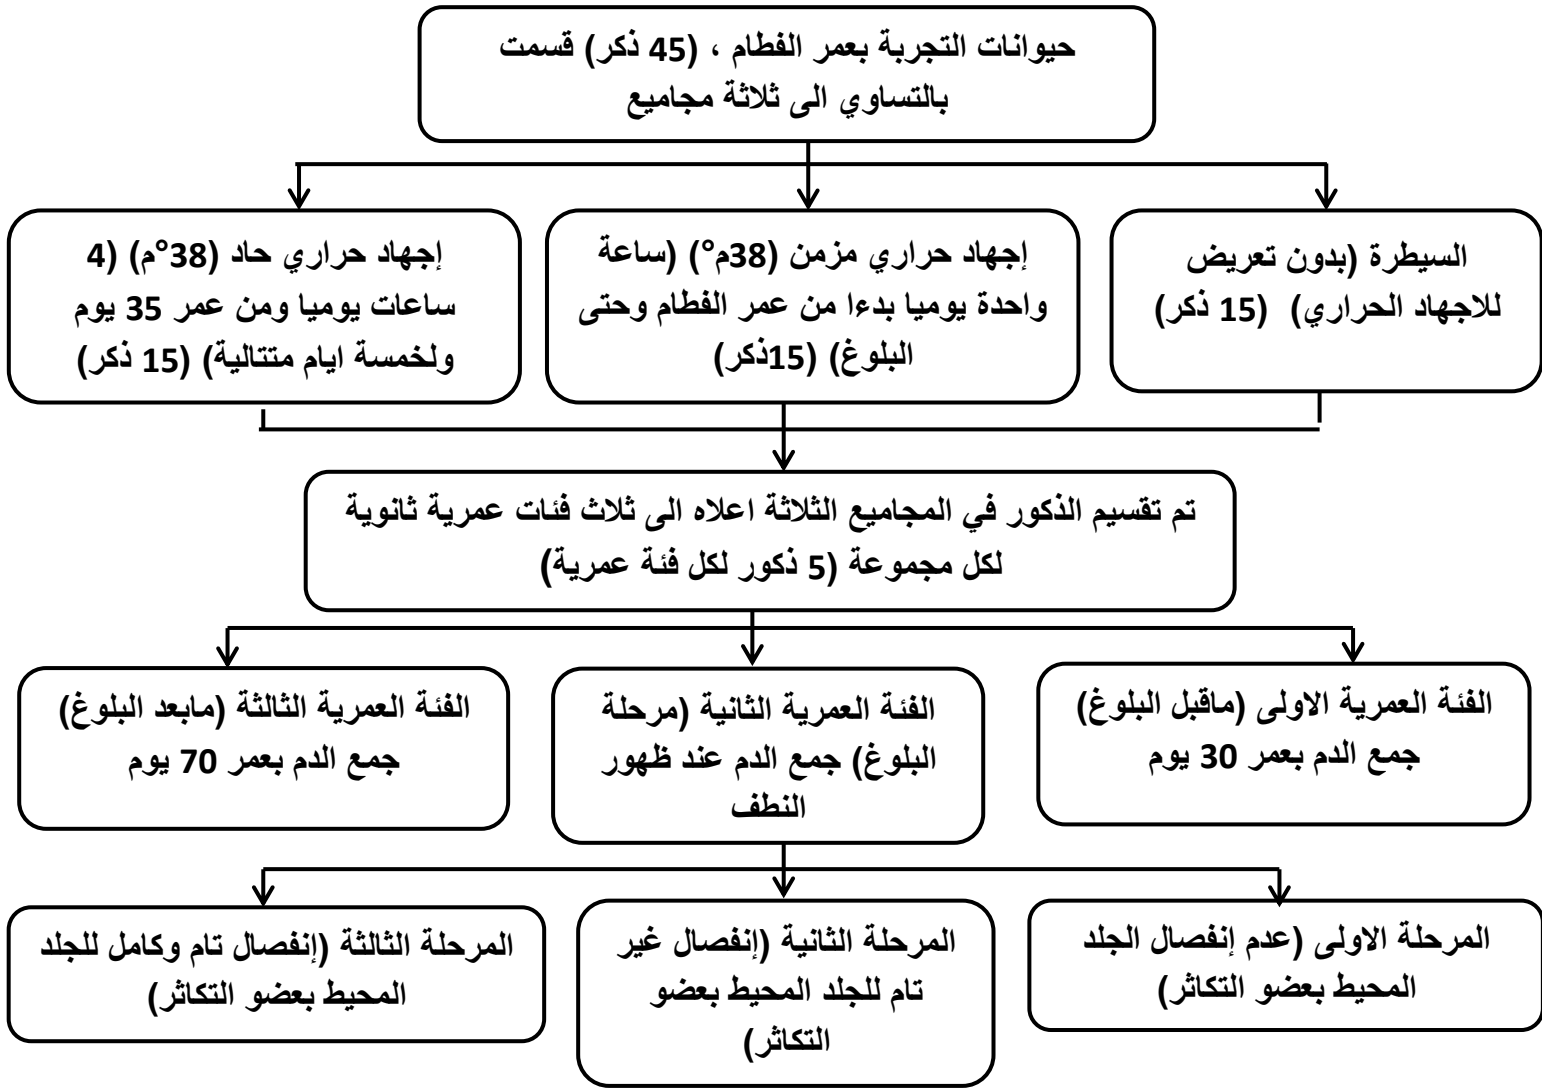 حيوانات التجربة بعمر الفطام ، (45 ذكر) قسمت
بالتساوي الى ثلاثة مجاميع
السيطرة (بدون تعريض
للاجهاد الحراري) (15 ذكر)
إجهاد حراري مزمن (38م°) (ساعة
واحدة يوميا بدءا من عمر الفطام وحتى
البلوغ) (15ذكر)
إجهاد حراري حاد (38°م) (4
ساعات يوميا ومن عمر 35 يوم
ولخمسة ايام متتالية) (15 ذكر)
تم تقسيم الذكور في المجاميع الثلاثة اعلاه الى ثلاث فئات عمرية ثانوية
لكل مجموعة (5 ذكور لكل فئة عمرية)
الفئة العمرية الاولى (ماقبل البلوغ)
جمع الدم بعمر 30 يوم
الفئة العمرية الثانية (مرحلة
البلوغ) جمع الدم عند ظهور
النطف
الفئة العمرية الثالثة (مابعد البلوغ)
جمع الدم بعمر 70 يوم
المرحلة الاولى (عدم إنفصال الجلد
المحيط بعضو التكاثر)
المرحلة الثانية (إنفصال غير
تام للجلد المحيط بعضو
التكاثر)
المرحلة الثالثة (إنفصال تام وكامل للجلد
المحيط بعضو التكاثر)